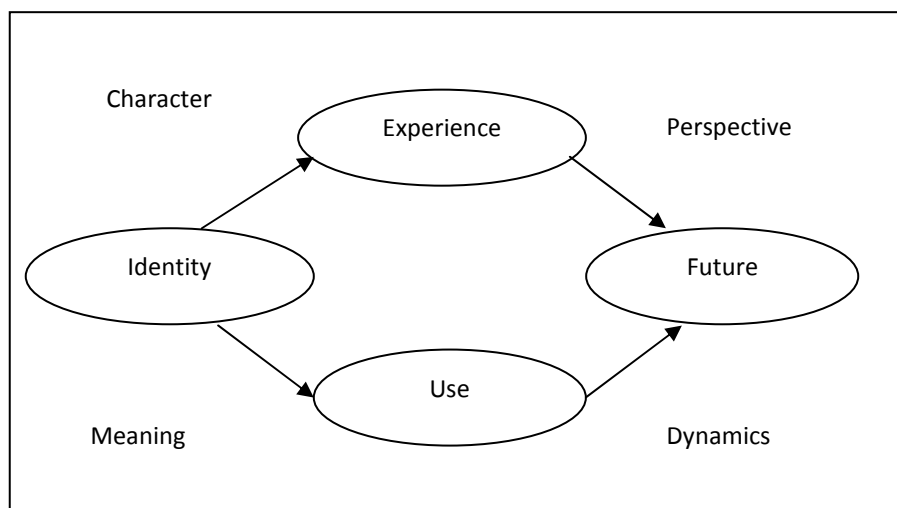 Character
Experience
Perspective
Identity
Future
Use
Meaning
Dynamics